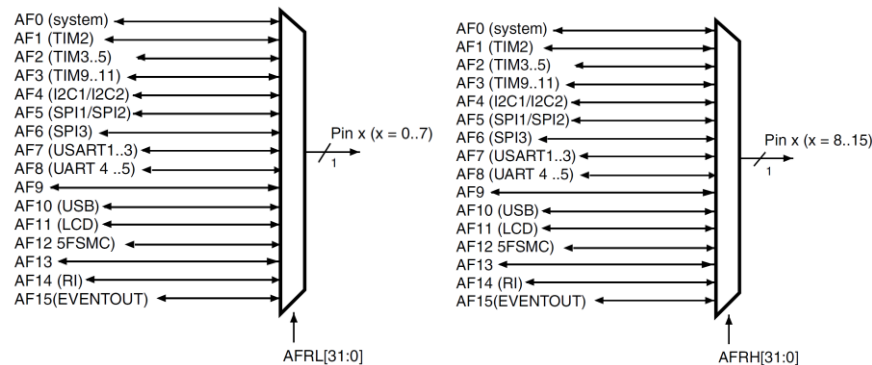 AF0 (system)
AF1 (TIM2)
AF2 (TIM3..5)
AF3 (TIM9..11)
AF4 (I2C1/I2C2)
AF5 (SPI1/SPI2)
AF6 (SPI3)
AF7 (USART1..3)
AF8 (UART 4 ..5)
AF9
AF10 (USB)
AF11 (LCD)
AF12 5FSMC)
AF13
AF14 (RI)
AF15(EVENTOUT)
Pin x (x = 0..7)
1
AFRL[31:0]
AF0 (system)
AF1 (TIM2)
AF2 (TIM3..5)
AF3 (TIM9..11)
AF4 (I2C1/I2C2)
AF5 (SPI1/SPI2)
AF6 (SPI3)
AF7 (USART1..3)
AF8 (UART 4 ..5)
AF9
AF10 (USB)
AF11 (LCD)
AF12 5FSMC)
AF13
AF14 (RI)
AF15(EVENTOUT)
Pin x (x = 8..15)
1
AFRH[31:0]